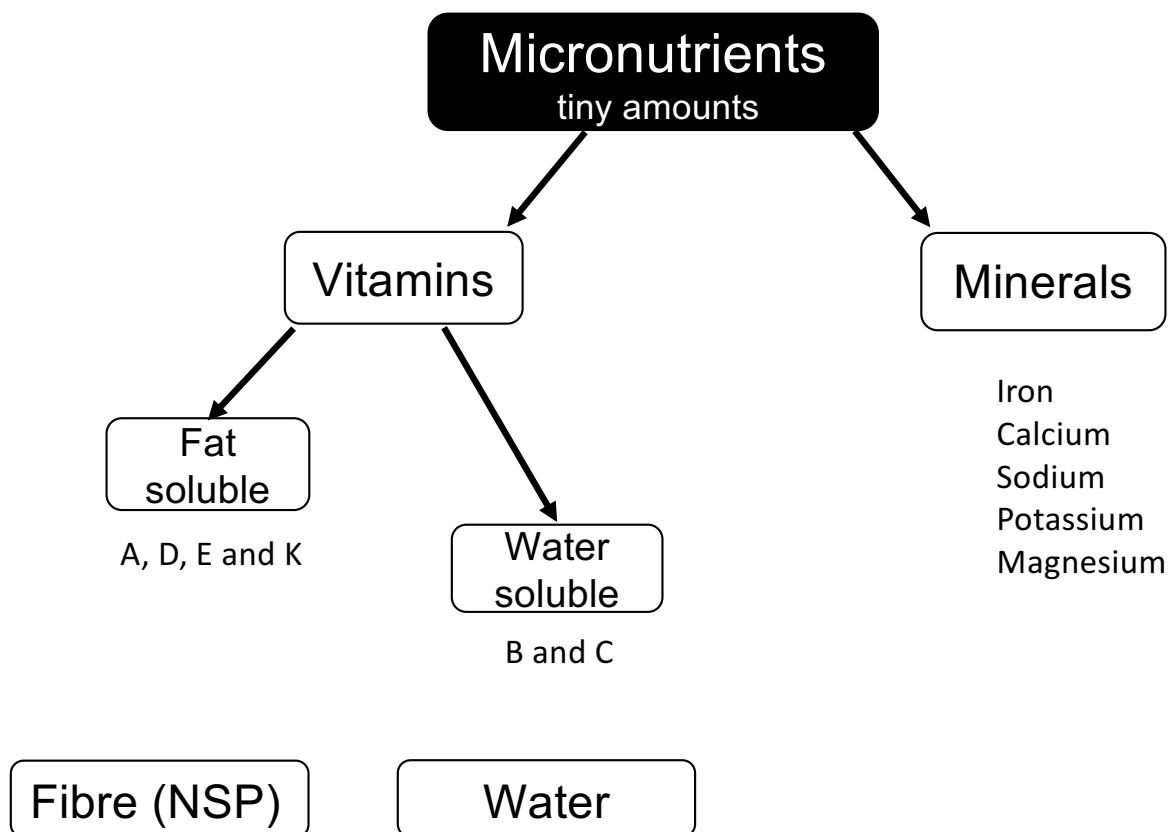 Micronutrients
tiny amounts
Vitamins
Minerals
Fat
soluble
A, D, E and K
Water
soluble
B and C
Iron
Calcium
Sodium
Potassium
Magnesium
Fibre (NSP)
Water